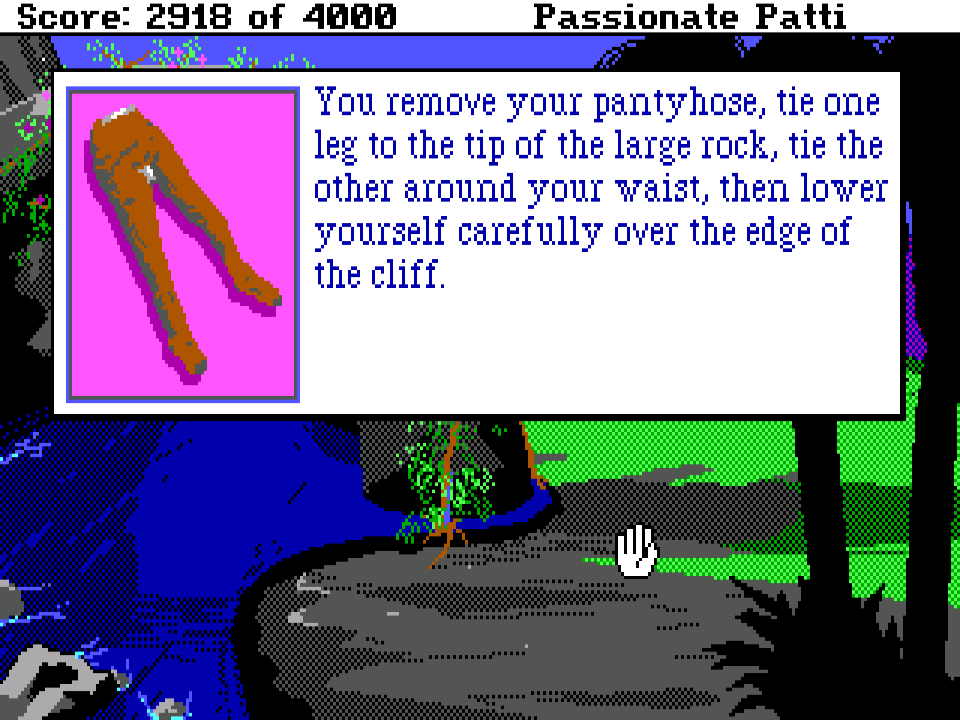 Score: 2918 of 4000 Passionate Patti
You remove your pantyhose, tie one
leg to the tip of the large rock, tie the
other around your waist, then lower
yourself carefully over the edge of
the cliff.